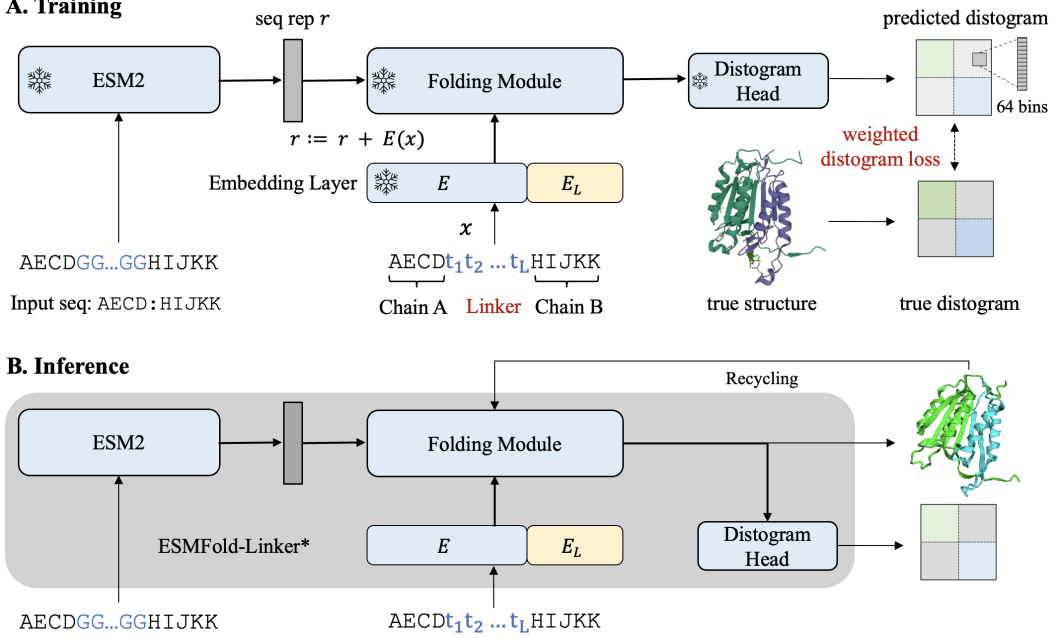 A. Training
seq rep r
predicted distogram
ESM2
Folding Module
Distogram
Head
64 bins
r := r + E(x)
weighted
distogram loss
Embedding Layer
E
E_L
x
AECDGG…GGHIJKK
AECDt₁t₂ …t_LHIJKK
Input seq: AECD:HIJKK
Chain A
Linker
Chain B
true structure
true distogram
B. Inference
Recycling
ESM2
Folding Module
ESMFold-Linker*
E
E_L
Distogram
Head
AECDGG…GGHIJKK
AECDt₁t₂ …t_LHIJKK